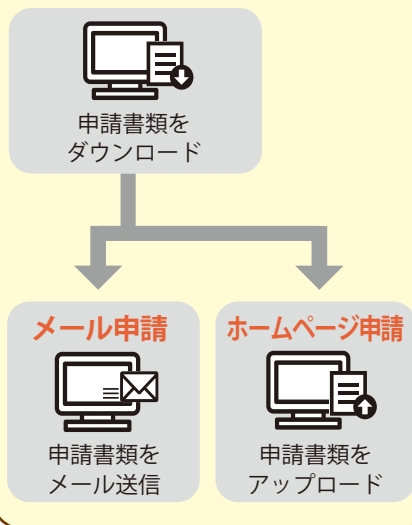 申請書類を
ダウンロード
メール申請
申請書類を
メール送信
ホームページ申請
申請書類を
アップロード